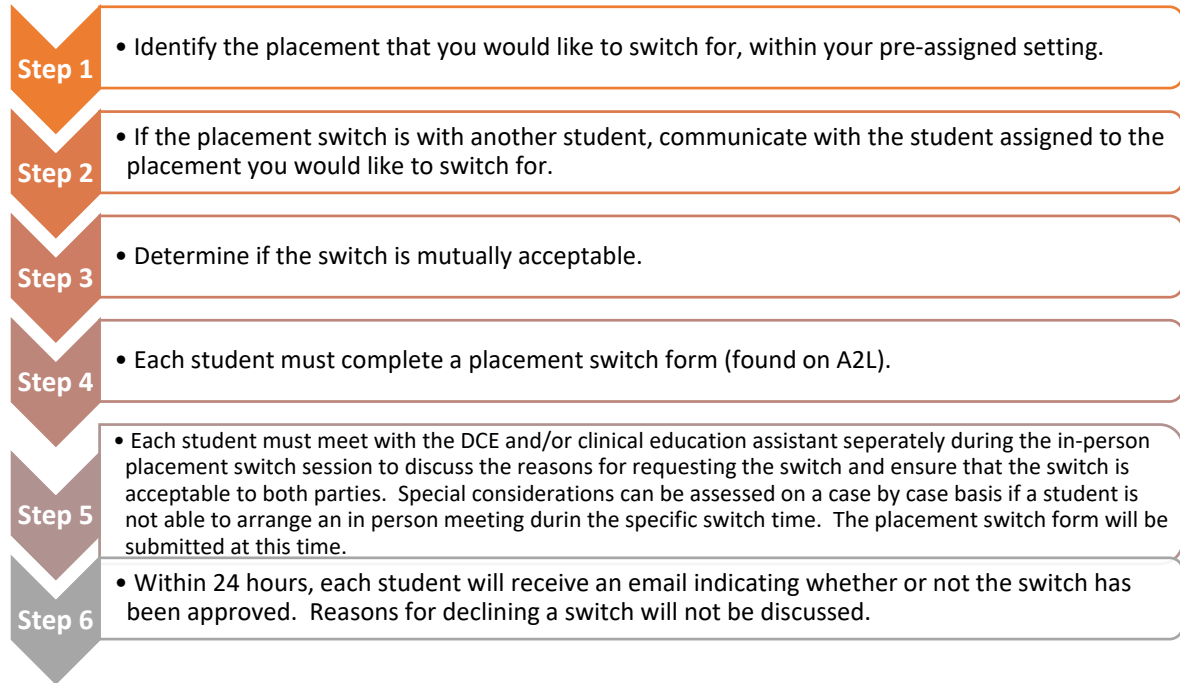 Step 1
• Identify the placement that you would like to switch for, within your pre-assigned setting.
Step 2
• If the placement switch is with another student, communicate with the student assigned to the
placement you would like to switch for.
Step 3
• Determine if the switch is mutually acceptable.
Step 4
• Each student must complete a placement switch form (found on A2L).
Step 5
• Each student must meet with the DCE and/or clinical education assistant seperately during the in-person
placement switch session to discuss the reasons for requesting the switch and ensure that the switch is
acceptable to both parties. Special considerations can be assessed on a case by case basis if a student is
not able to arrange an in person meeting durin the specific switch time. The placement switch form will be
submitted at this time.
Step 6
• Within 24 hours, each student will receive an email indicating whether or not the switch has
been approved. Reasons for declining a switch will not be discussed.